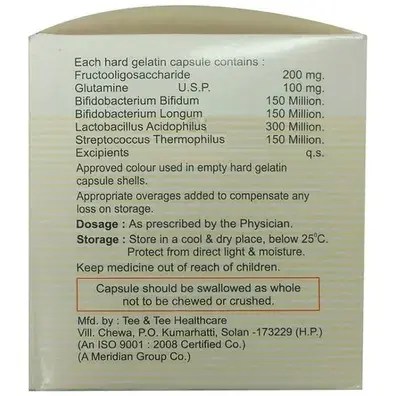 Each hard gelatin capsule contains :
Fructooligosaccharide 200 mg.
Glutamine U.S.P. 100 mg.
Bifidobacterium Bifidum 150 Million.
Bifidobacterium Longum 150 Million.
Lactobacillus Acidophilus 300 Million.
Streptococcus Thermophilus 150 Million.
Excipients q.s.
Approved colour used in empty hard gelatin
capsule shells.
Appropriate overages added to compensate any
loss on storage.
Dosage : As prescribed by the Physician.
Storage : Store in a cool & dry place, below 25°C.
Protect from direct light & moisture.
Keep medicine out of reach of children.
Capsule should be swallowed as whole
not to be chewed or crushed.
Mfd. by : Tee & Tee Healthcare
Vill. Chewa, P.O. Kumarhatti, Solan -173229 (H.P.)
(An ISO 9001 : 2008 Certified Co.)
(A Meridian Group Co.)